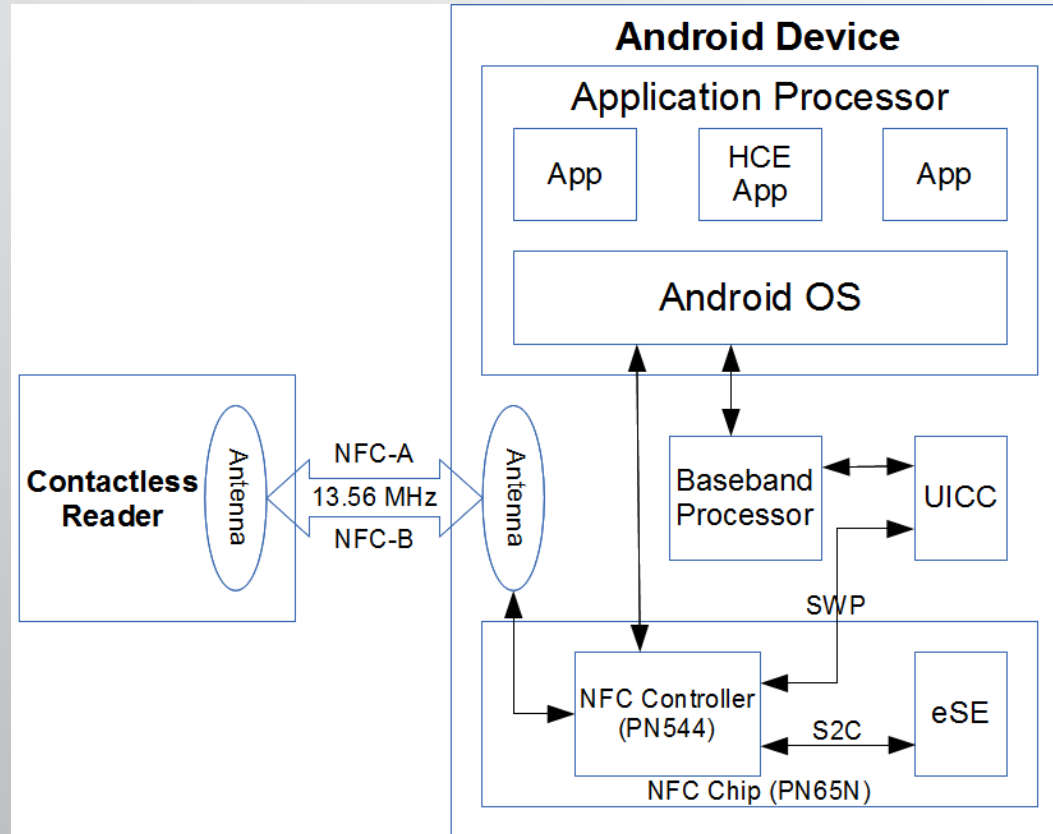 Android Device
Application Processor
App
HCE
App
App
Android OS
Contactless
Reader
Antenna
NFC-A
13.56 MHz
NFC-B
Antenna
Baseband
Processor
UICC
SWP
NFC Controller
(PN544)
S2C
eSE
NFC Chip (PN65N)